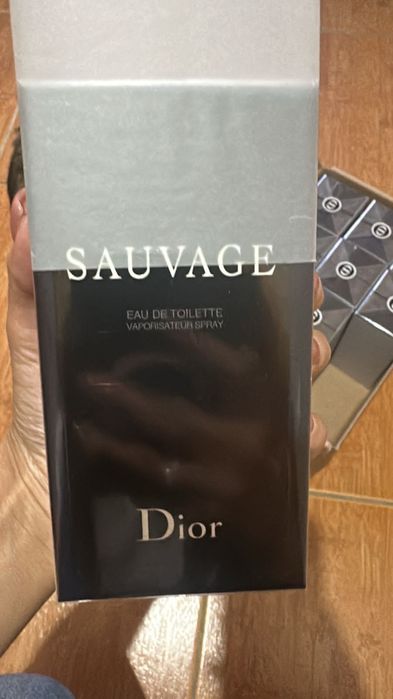 SAUVAGE
EAU DE TOILETTE
VAPORISATEUR SPRAY
Dior